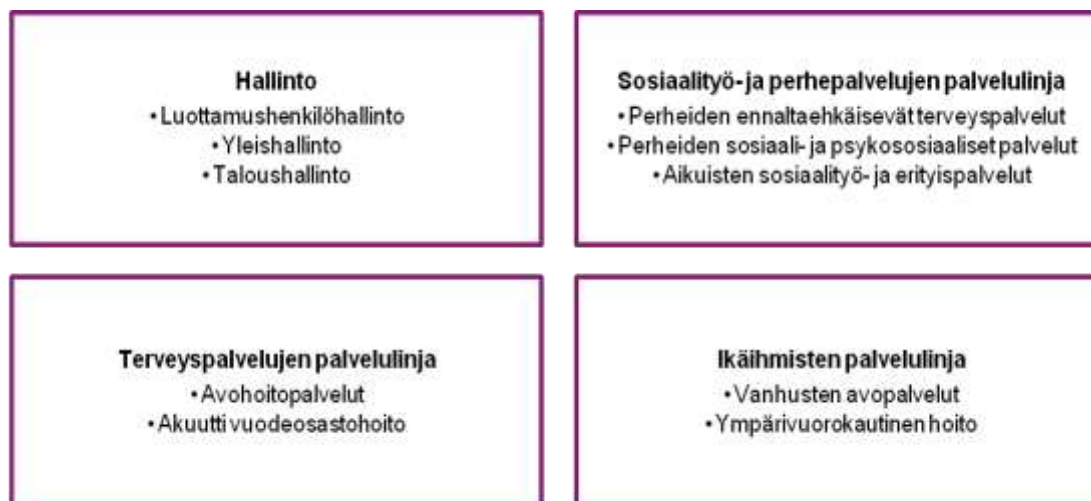 Hallinto
•Luottamushenkilöhallinto
•Yleishallinto
•Taloushallinto
Sosiaalityö-ja perhepalvelujen palvelulinja
•Perheiden ennaltaehkäisevät terveyspalvelut
•Perheiden sosiaali- ja psykososiaaliset palvelut
•Aikuisten sosiaalityö- ja erityispalvelut
Terveyspalvelujen palvelulinja
•Avohoitopalvelut
•Akuutti vuodeosastohoito
Ikäihmisten palvelulinja
•Vanhusten avopalvelut
•Ympärivuorokautinen hoito